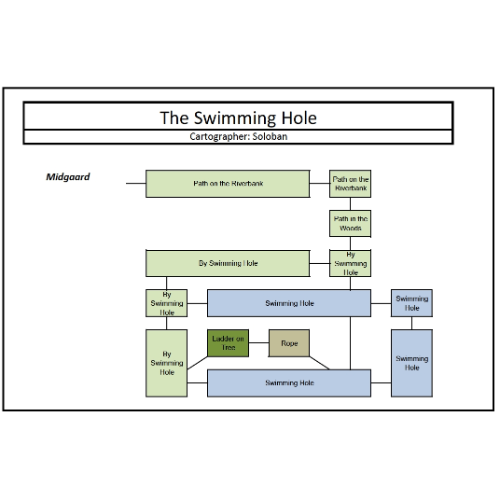 The Swimming Hole
Cartographer: Soloban
Midgaard
Path on the Riverbank
Path on the
Riverbank
Path in the
Woods
By Swimming Hole
By
Swimming
Hole
By
Swimming
Hole
Swimming Hole
Swimming
Hole
By
Swimming
Hole
Ladder on
Tree
Rope
Swimming
Hole
Swimming Hole